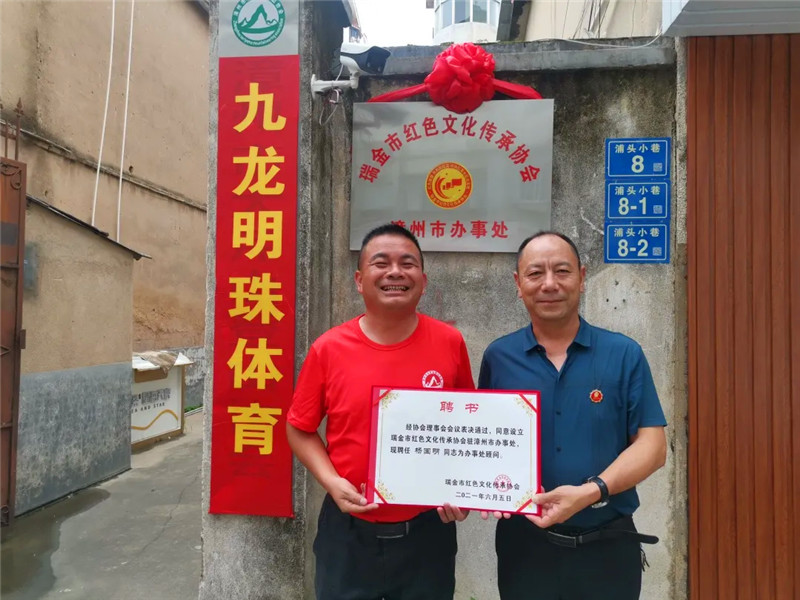 九龙明珠体育
瑞金市红色文化传承协会
漳州市办事处
浦头小巷
8
浦头小巷
8-1
浦头小巷
8-2
聘书
经协会理事会会议表决通过，同意设立
瑞金市红色文化传承协会驻漳州市办事处，
现聘任 杨国明 同志为办事处顾问。
瑞金市红色文化传承协会
二〇二一年六月五日